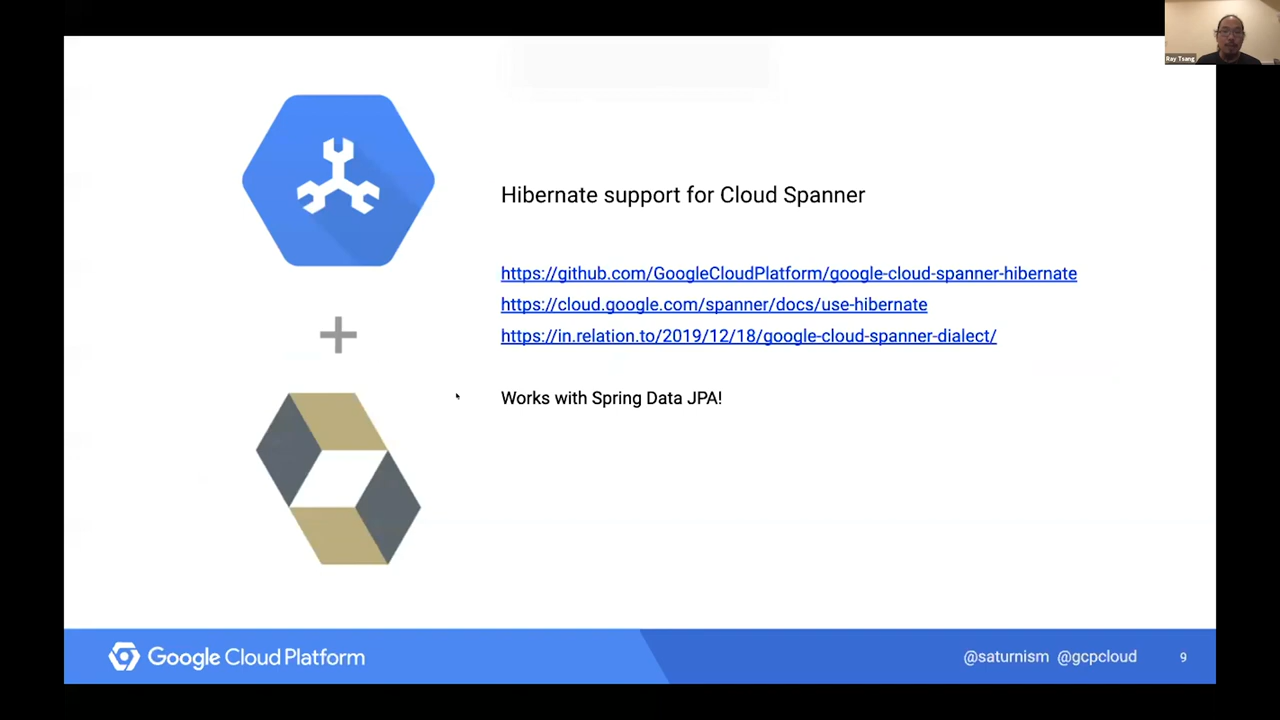 Ray Tsang
Hibernate support for Cloud Spanner
https://github.com/GoogleCloudPlatform/google-cloud-spanner-hibernate
https://cloud.google.com/spanner/docs/use-hibernate
https://in.relation.to/2019/12/18/google-cloud-spanner-dialect/
Works with Spring Data JPA!
Google Cloud Platform
@saturnism @gcpcloud
9